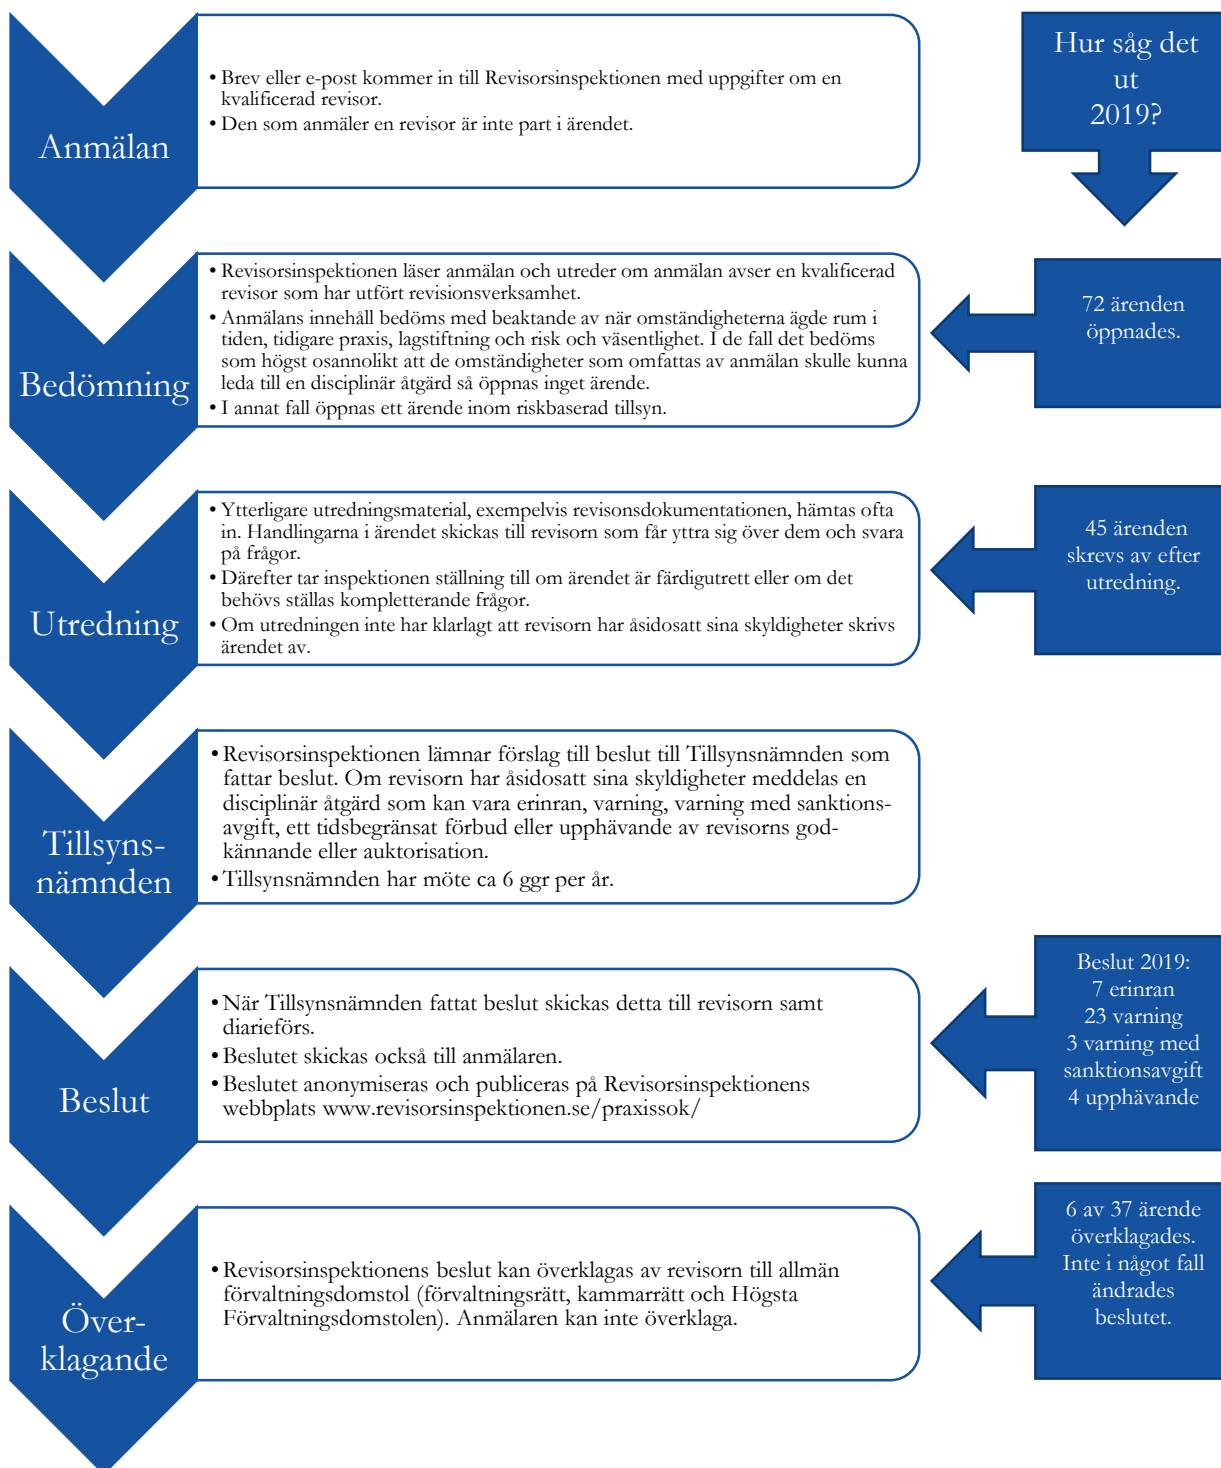 Anmälan
• Brev eller e-post kommer in till Revisorsinspektionen med uppgifter om en
kvalificerad revisor.
• Den som anmäler en revisor är inte part i ärendet.
Hur såg det
ut
2019?
Bedömning
• Revisorsinspektionen läser anmälan och utreder om anmälan avser en kvalificerad
revisor som har utfört revisionsverksamhet.
• Anmälans innehåll bedöms med beaktande av när omständigheterna ägde rum i
tiden, tidigare praxis, lagstiftning och risk och väsentlighet. I de fall det bedöms
som högst osannolikt att de omständigheter som omfattas av anmälan skulle kunna
leda till en disciplinär åtgärd så öppnas inget ärende.
• I annat fall öppnas ett ärende inom riskbaserad tillsyn.
72 ärenden
öppnades.
Utredning
• Ytterligare utredningsmaterial, exempelvis revisonsdokumentationen, hämtas ofta
in. Handlingarna i ärendet skickas till revisorn som får yttra sig över dem och svara
på frågor.
• Därefter tar inspektionen ställning till om ärendet är färdigutrett eller om det
behövs ställas kompletterande frågor.
• Om utredningen inte har klarlagt att revisorn har åsidosatt sina skyldigheter skrivs
ärendet av.
45 ärenden
skrevs av efter
utredning.
Tillsyns-
nämnden
• Revisorsinspektionen lämnar förslag till beslut till Tillsynsnämnden som
fattar beslut. Om revisorn har åsidosatt sina skyldigheter meddelas en
disciplinär åtgärd som kan vara erinran, varning, varning med sanktions-
avgift, ett tidsbegränsat förbud eller upphävande av revisorns god-
kännande eller auktorisation.
• Tillsynsnämnden har möte ca 6 ggr per år.
Beslut
• När Tillsynsnämnden fattat beslut skickas detta till revisorn samt
diarieförs.
• Beslutet skickas också till anmälaren.
• Beslutet anonymiseras och publiceras på Revisorsinspektionens
webbplats www.revisorsinspektionen.se/praxissok/
Beslut 2019:
7 erinran
23 varning
3 varning med
sanktionsavgift
4 upphävande
Över-
klagande
• Revisorsinspektionens beslut kan överklagas av revisorn till allmän
förvaltningsdomstol (förvaltningsrätt, kammarrätt och Högsta
Förvaltningsdomstolen). Anmälaren kan inte överklaga.
6 av 37 ärende
överklagades.
Inte i något fall
ändrades
beslutet.